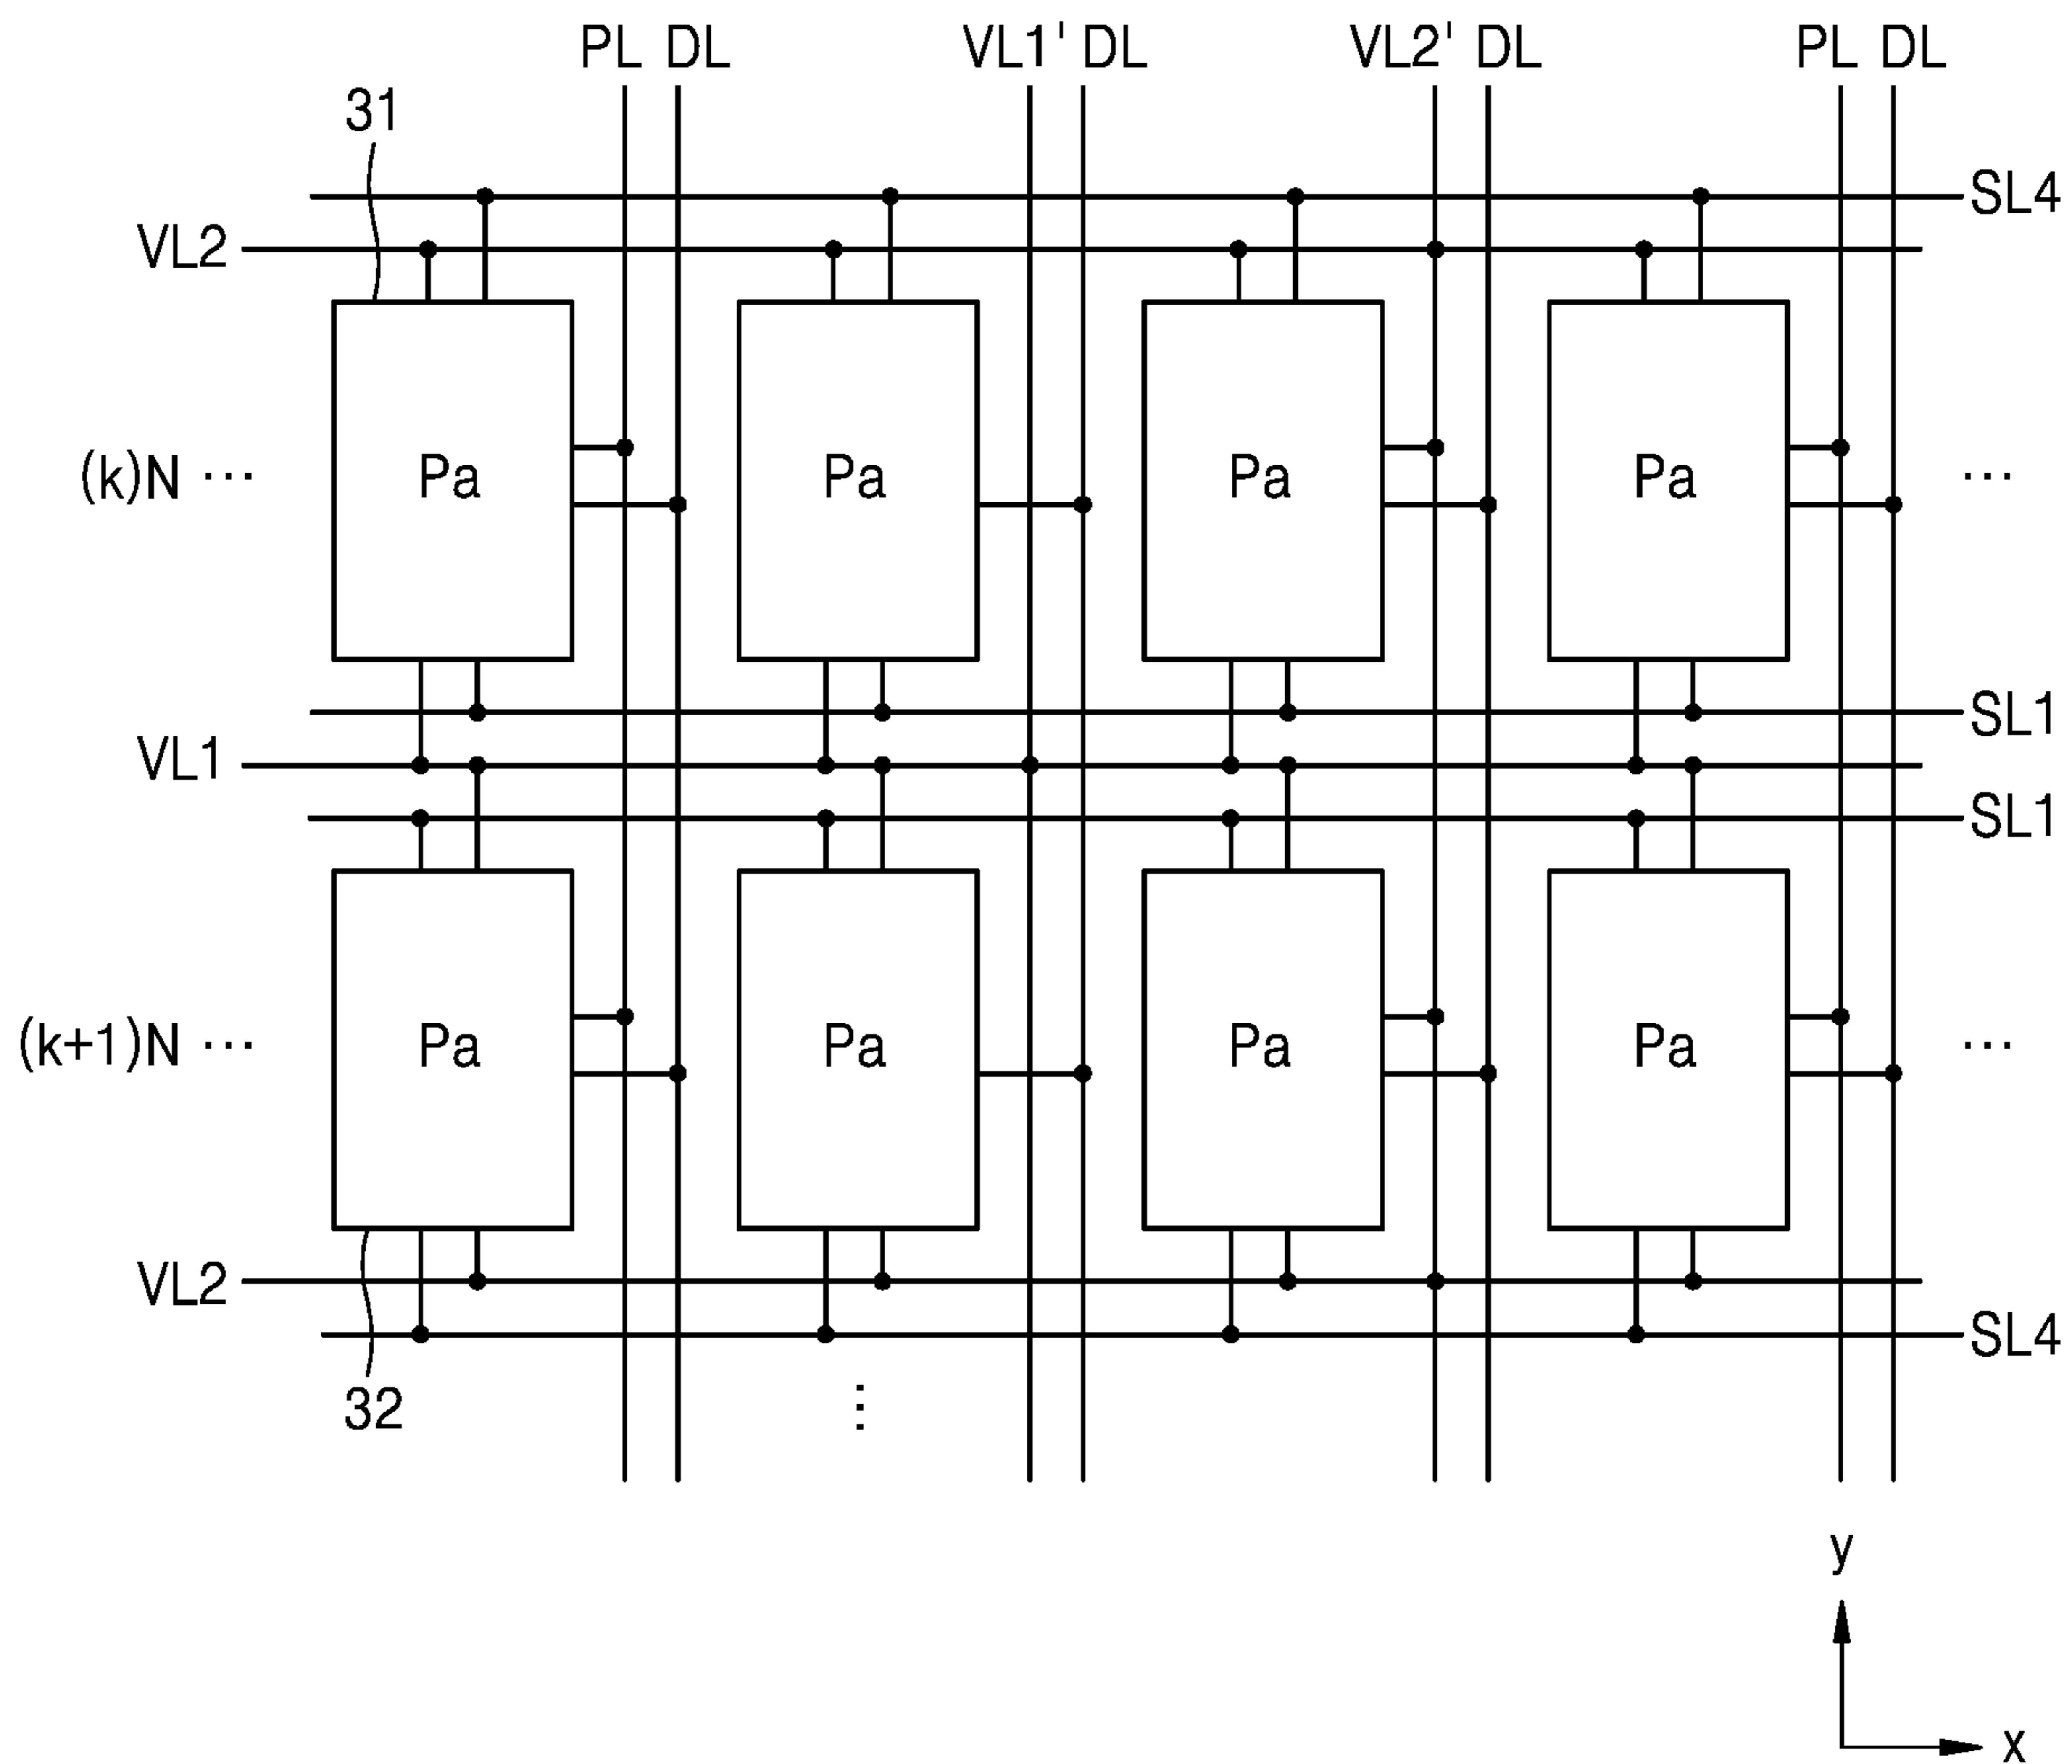 PL DL VL1' DL VL2' DL PL DL
31
SL4
VL2
(k)N ··· Pa Pa Pa Pa ···
SL1
VL1
SL1
(k+1)N ··· Pa Pa Pa Pa ···
VL2
SL4
32
⋮
y
x